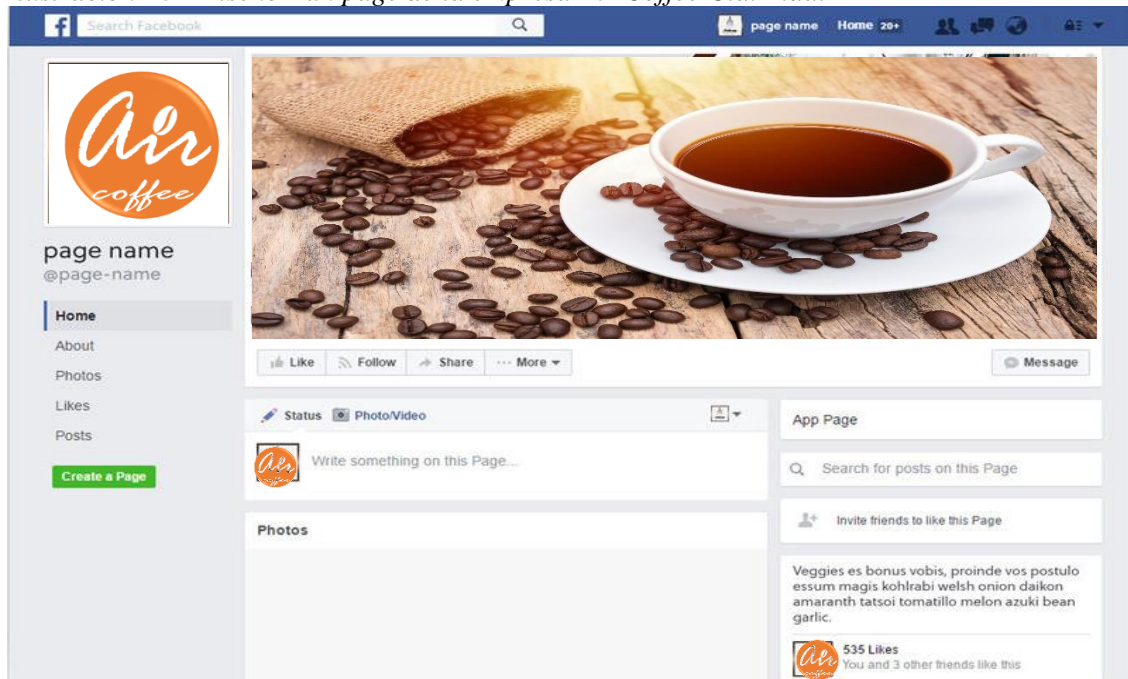 Search Facebook
page name Home 20+
air
coffee
page name
@page-name
Home
About
Photos
Likes
Posts
Create a Page
Like Follow Share ··· More
Message
Status Photo/Video
air
coffee
Write something on this Page...
Photos
App Page
Search for posts on this Page
Invite friends to like this Page
Veggies es bonus vobis, proinde vos postulo
essum magis kohlrabi welsh onion daikon
amaranth tatsoi tomatillo melon azuki bean
garlic.
air
coffee
535 Likes
You and 3 other friends like this